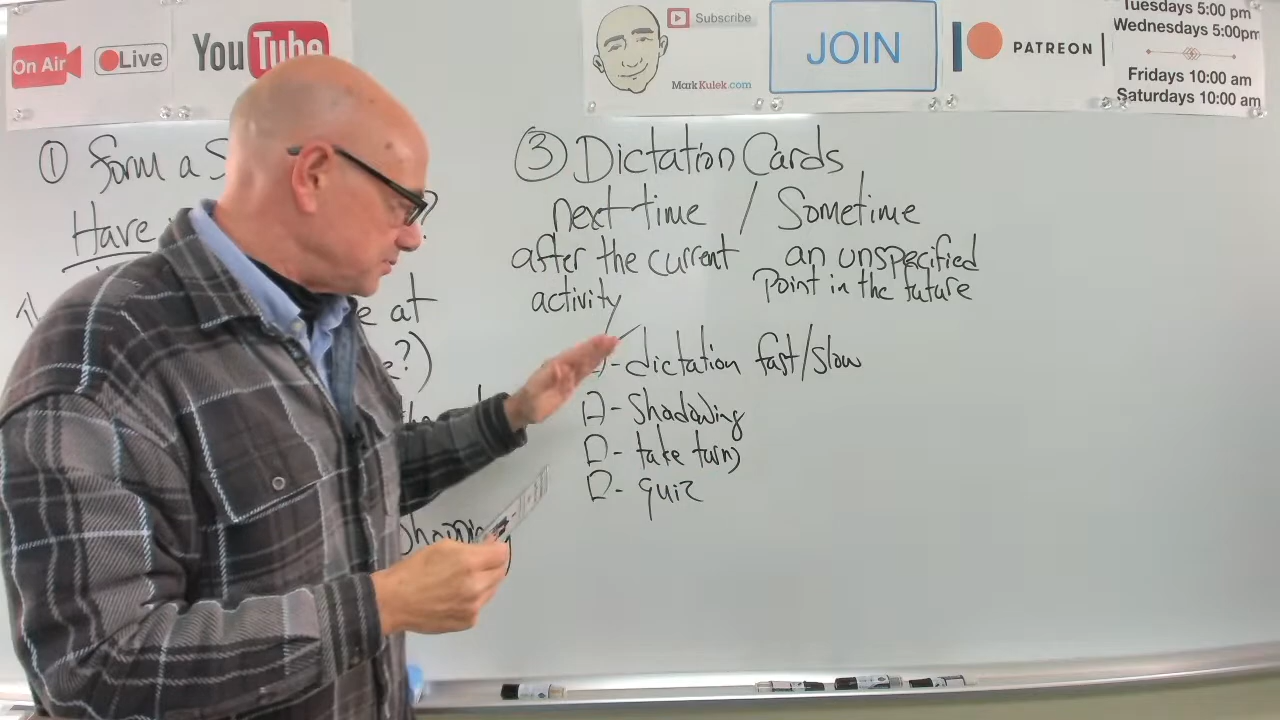 On Air
Live
YouTube
Subscribe
MarkKulek.com
JOIN
PATREON
Tuesdays 5:00 pm
Wednesdays 5:00pm
Fridays 10:00 am
Saturdays 10:00 am
① Form a S
Have ?
e at
e?)
③ Dictation Cards
next time / Sometime
after the current an unspecified
activity Point in the future
- dictation fast/slow
- Shadowing
- take turns
- quiz